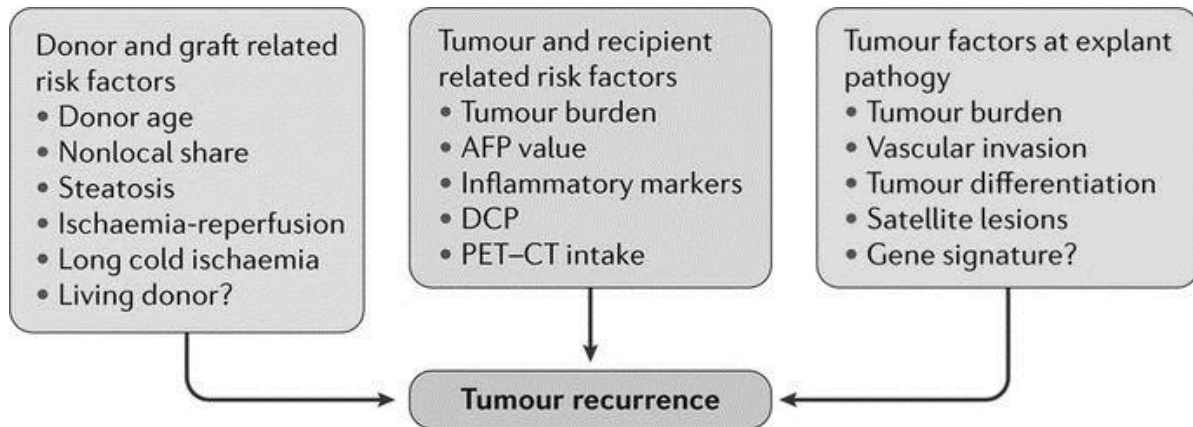 Donor and graft related
risk factors
• Donor age
• Nonlocal share
• Steatosis
• Ischaemia-reperfusion
• Long cold ischaemia
• Living donor?
Tumour and recipient
related risk factors
• Tumour burden
• AFP value
• Inflammatory markers
• DCP
• PET–CT intake
Tumour factors at explant
pathogy
• Tumour burden
• Vascular invasion
• Tumour differentiation
• Satellite lesions
• Gene signature?
Tumour recurrence